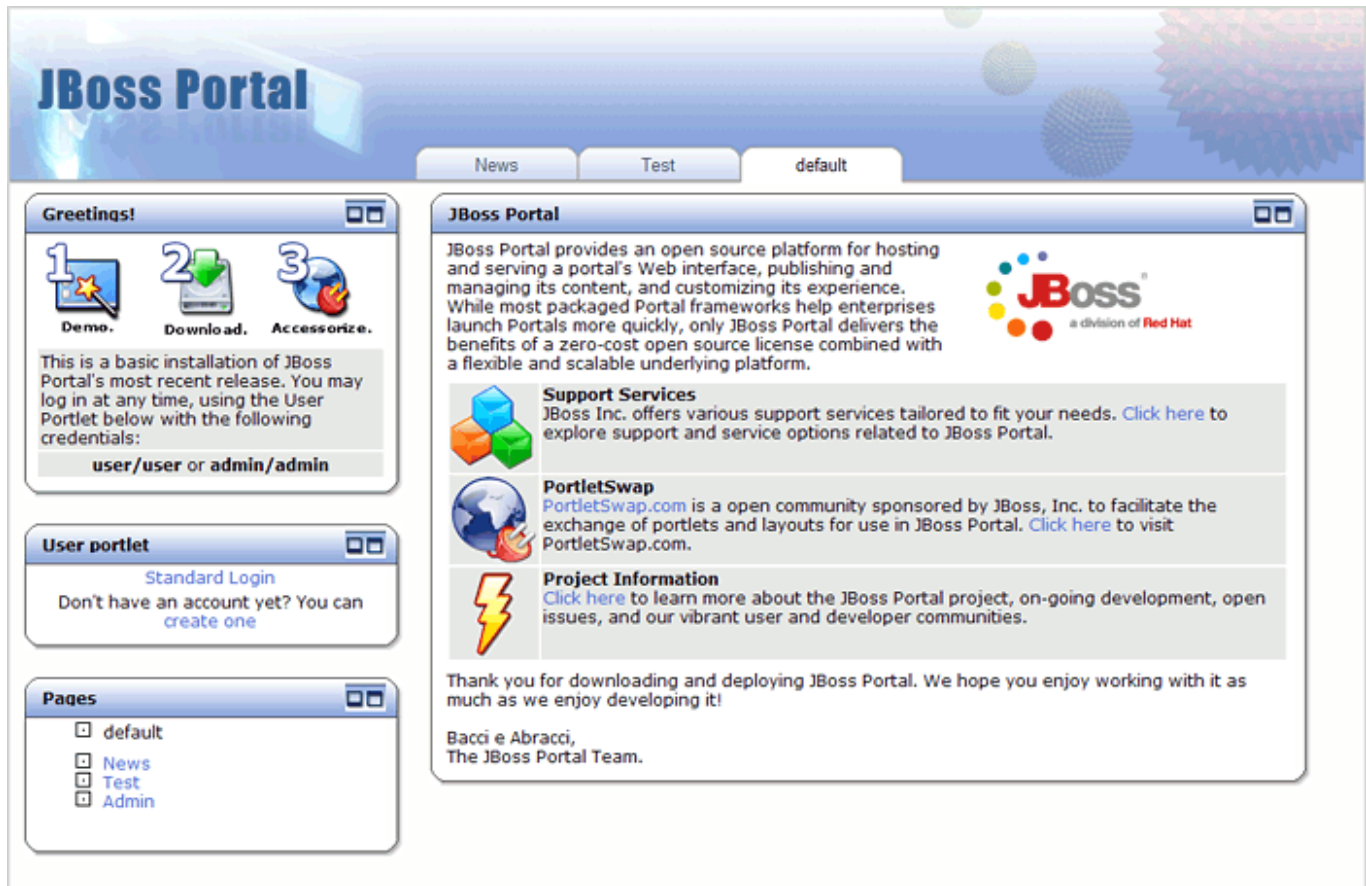 JBoss Portal
News
Test
default
Greetings!
1
2
3
Demo.
Download.
Accessorize.
This is a basic installation of JBoss
Portal's most recent release. You may
log in at any time, using the User
Portlet below with the following
credentials:
user/user or admin/admin
User portlet
Standard Login
Don't have an account yet? You can
create one
Pages
default
News
Test
Admin
JBoss Portal
JBoss Portal provides an open source platform for hosting
and serving a portal's Web interface, publishing and
managing its content, and customizing its experience.
While most packaged Portal frameworks help enterprises
launch Portals more quickly, only JBoss Portal delivers the
benefits of a zero-cost open source license combined with
a flexible and scalable underlying platform.
JBoss
a division of Red Hat
Support Services
JBoss Inc. offers various support services tailored to fit your needs. Click here to
explore support and service options related to JBoss Portal.
PortletSwap
PortletSwap.com is a open community sponsored by JBoss, Inc. to facilitate the
exchange of portlets and layouts for use in JBoss Portal. Click here to visit
PortletSwap.com.
Project Information
Click here to learn more about the JBoss Portal project, on-going development, open
issues, and our vibrant user and developer communities.
Thank you for downloading and deploying JBoss Portal. We hope you enjoy working with it as
much as we enjoy developing it!
Bacci e Abracci,
The JBoss Portal Team.